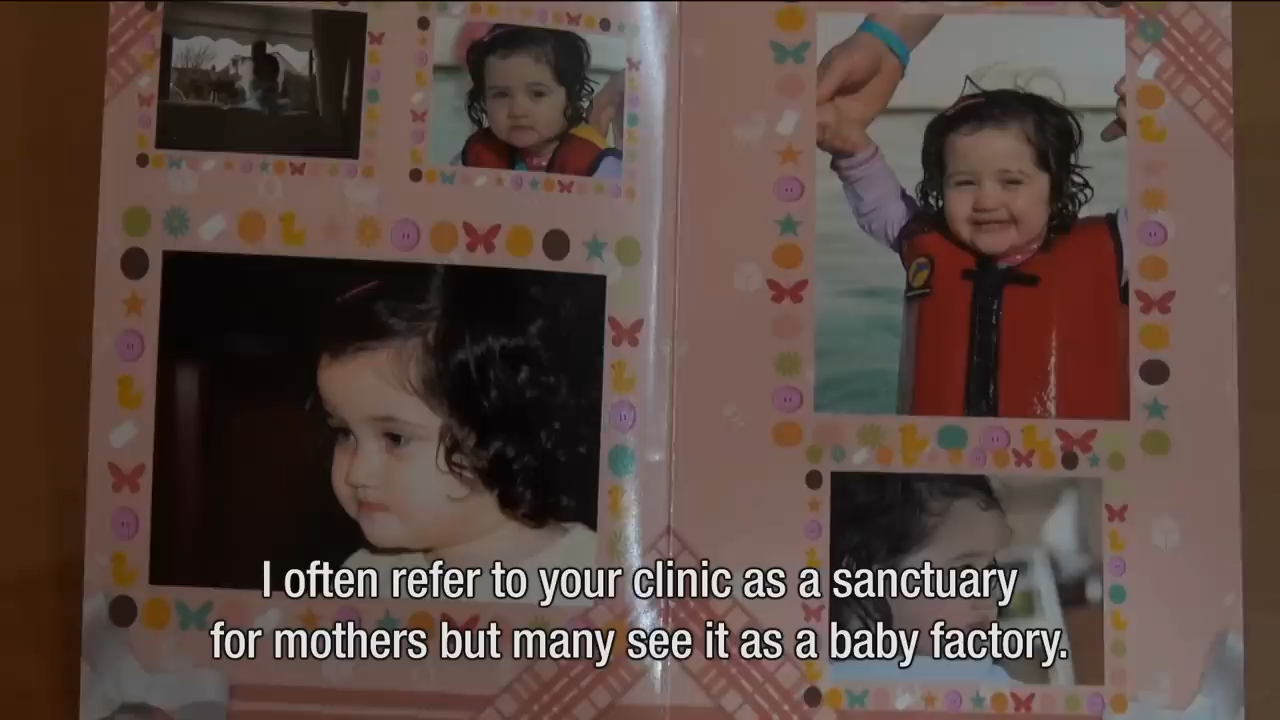 I often refer to your clinic as a sanctuary
for mothers but many see it as a baby factory.